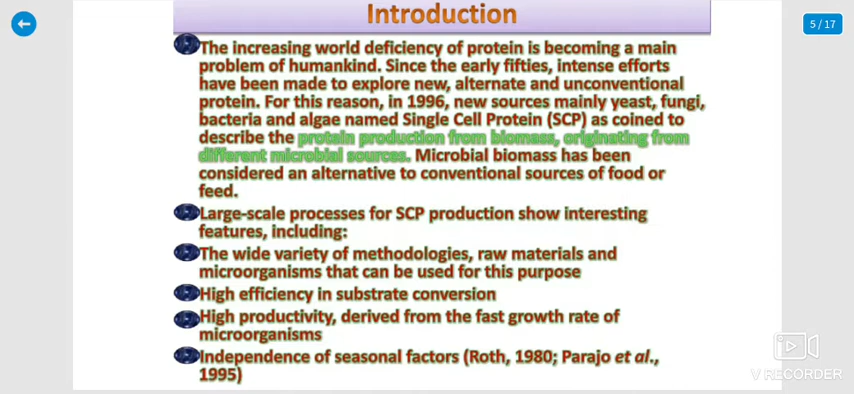 Introduction
5 / 17
The increasing world deficiency of protein is becoming a main
problem of humankind. Since the early fifties, intense efforts
have been made to explore new, alternate and unconventional
protein. For this reason, in 1996, new sources mainly yeast, fungi,
bacteria and algae named Single Cell Protein (SCP) as coined to
describe the protein production from biomass, originating from
different microbial sources. Microbial biomass has been
considered an alternative to conventional sources of food or
feed.
Large-scale processes for SCP production show interesting
features, including:
The wide variety of methodologies, raw materials and
microorganisms that can be used for this purpose
High efficiency in substrate conversion
High productivity, derived from the fast growth rate of
microorganisms
Independence of seasonal factors (Roth, 1980; Parajo et al.,
1995)
V RECORDER